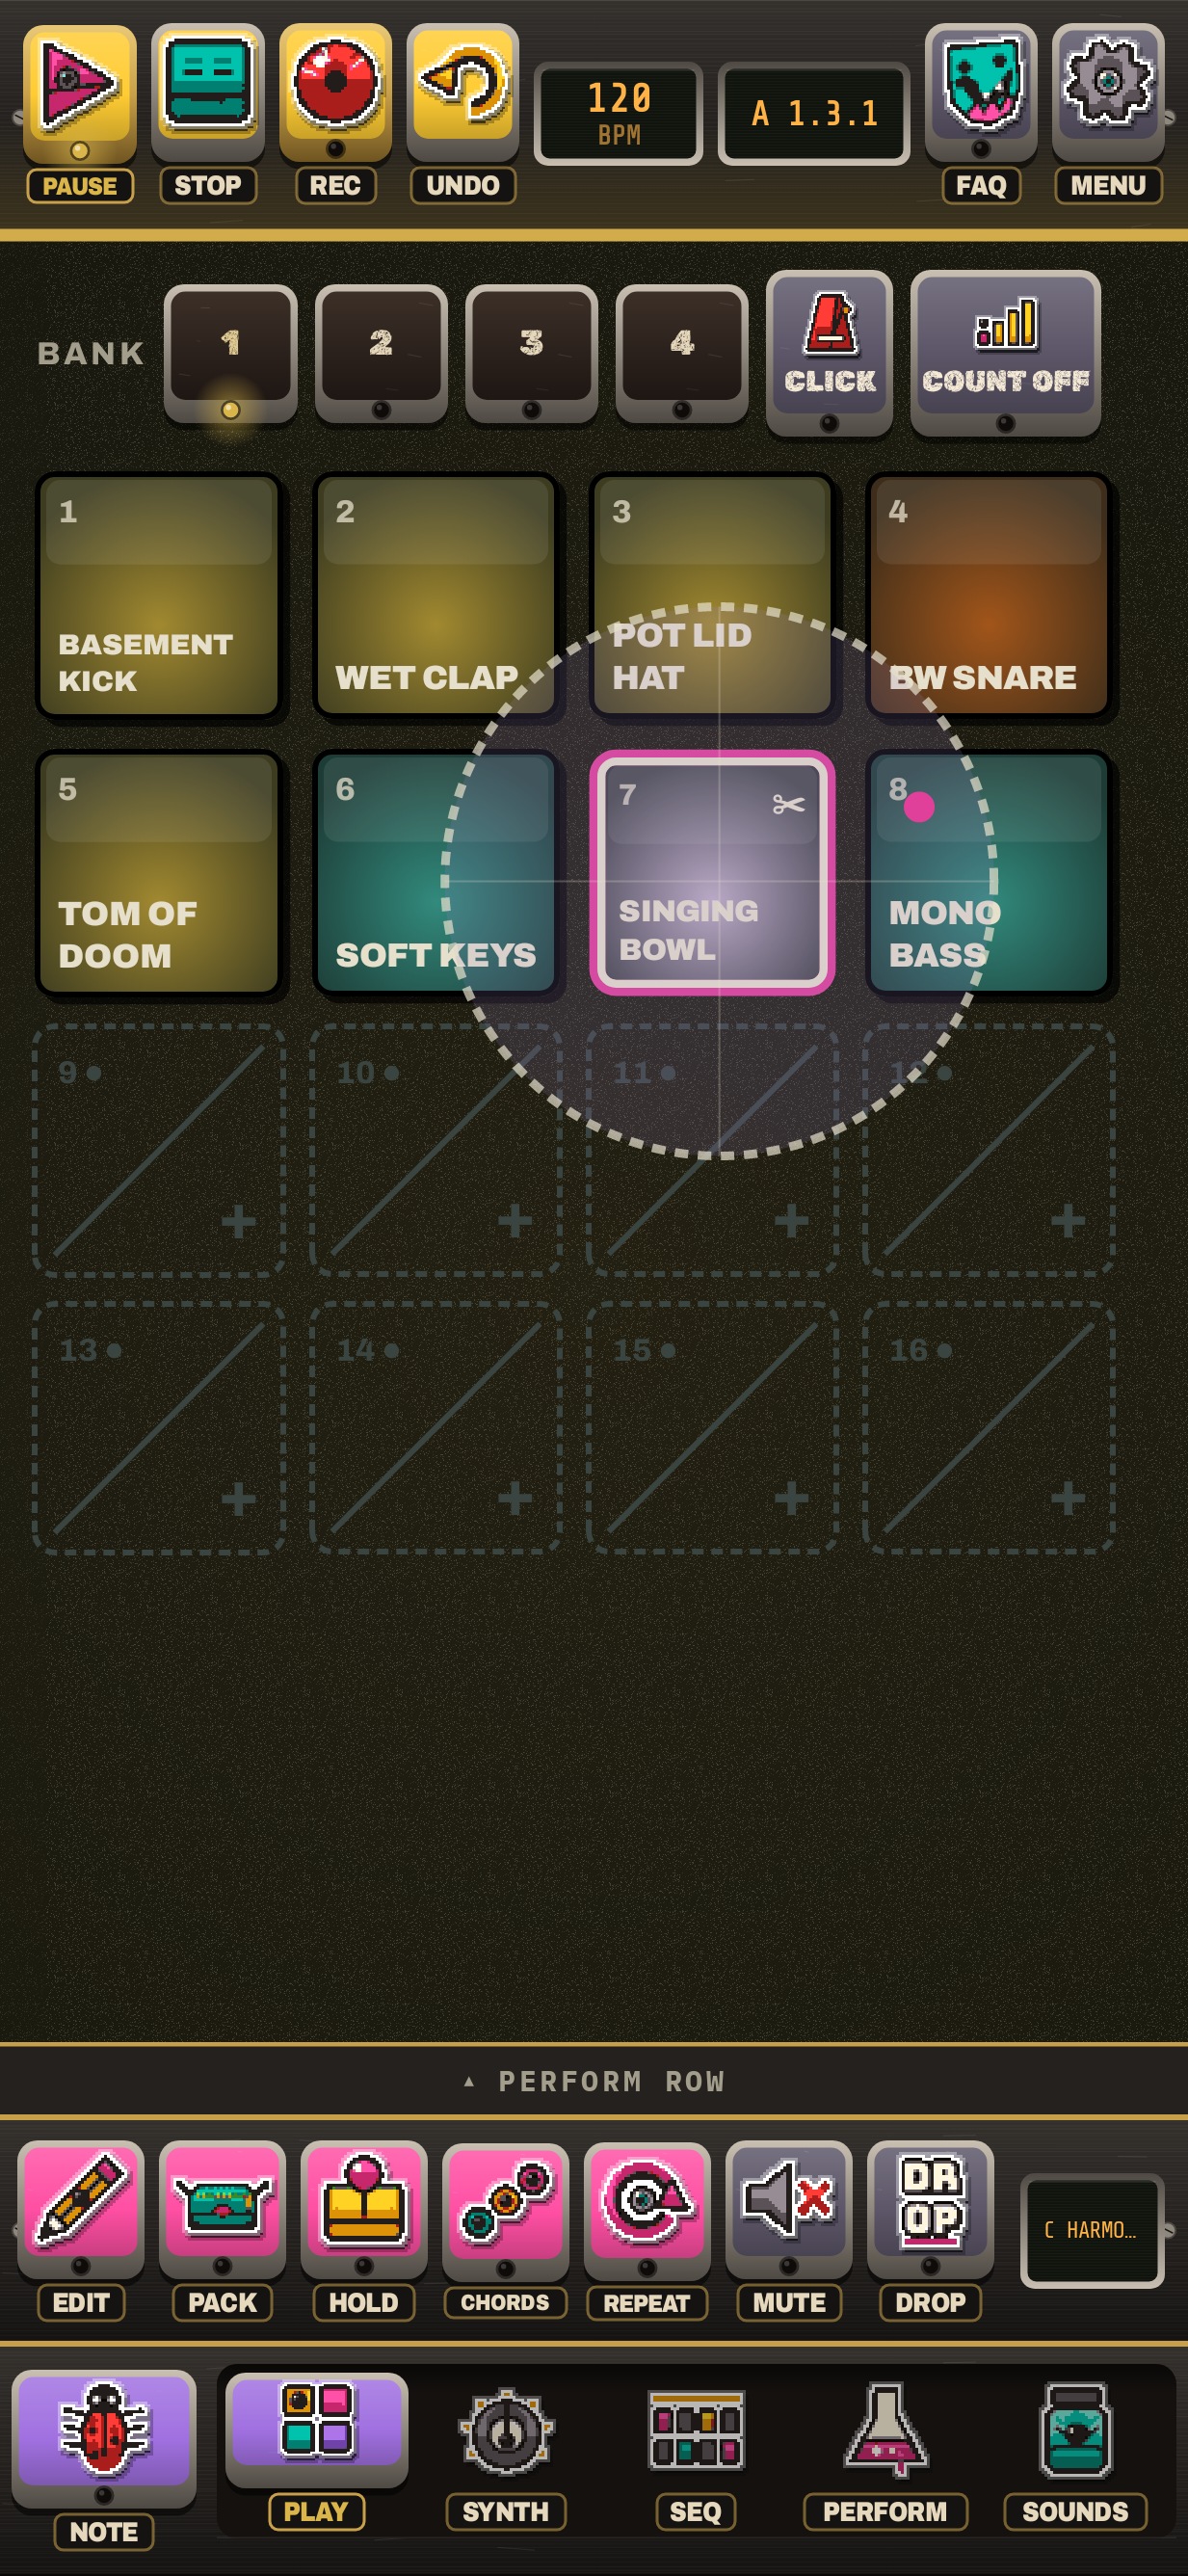 120
BPM
A 1.3.1
PAUSE STOP REC UNDO FAQ MENU
BANK 1 2 3 4 CLICK COUNT OFF
1 2 3 4
BASEMENT
KICK
WET CLAP
POT LID
HAT
BW SNARE
5 6 7 8
TOM OF
DOOM
SOFT KEYS
SINGING
BOWL
MONO
BASS
9 10 11 12
13 14 15 16
▲ PERFORM ROW
DR
OP
C HARMO…
EDIT PACK HOLD CHORDS REPEAT MUTE DROP
NOTE PLAY SYNTH SEQ PERFORM SOUNDS